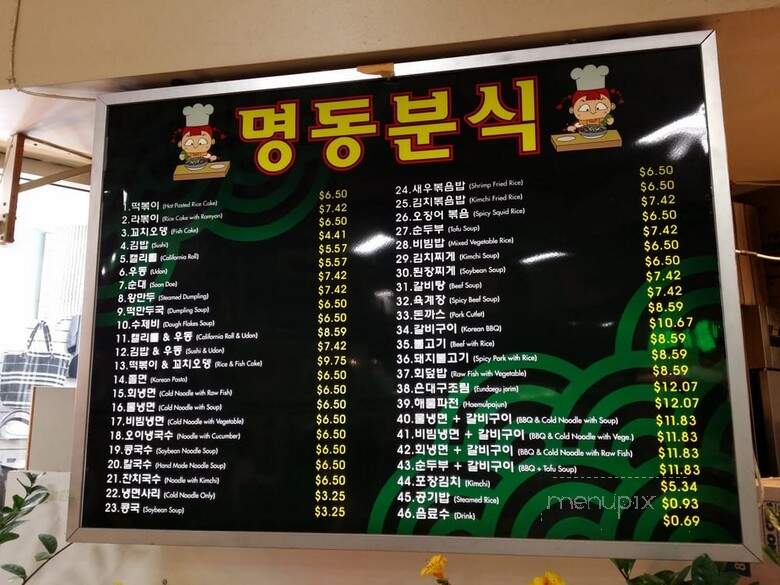 명동분식
1.떡볶이 (Hot Pasted Rice Cake) $6.50
2.라볶이 (Rice Cake with Ramyon) $7.42
3.꼬치오뎅 (Fish Cake) $6.50
4.김밥 (Sushi) $4.41
5.캘리롤 (California Roll) $5.57
6.우동 (Udon) $5.57
7.순대 (Soon Dae) $7.42
8.왕만두 (Steamed Dumpling) $7.42
9.떡만두국 (Dumpling Soup) $6.50
10.수제비 (Dough Flakes Soup) $6.50
11.캘리롤 & 우동 (California Roll & Udon) $8.59
12.김밥 & 우동 (Sushi & Udon) $7.42
13.떡볶이 & 꼬치오뎅 (Rice & Fish Cake) $9.75
14.쫄면 (Korean Pasta) $6.50
15.회냉면 (Cold Noodle with Raw Fish) $6.50
16.물냉면 (Cold Noodle with Soup) $6.50
17.비빔냉면 (Cold Noodle with Vegetable) $6.50
18.오이냉국수 (Noodle with Cucumber) $6.50
19.콩국수 (Soybean Noodle Soup) $6.50
20.칼국수 (Hand Made Noodle Soup) $6.50
21.잔치국수 (Noodle with Kimchi) $6.50
22.냉면사리 (Cold Noodle Only) $3.25
23.콩국 (Soybean Soup) $3.25
24.새우볶음밥 (Shrimp Fried Rice) $6.50
25.김치볶음밥 (Kimchi Fried Rice) $6.50
26.오징어 볶음 (Spicy Squid Rice) $7.42
27.순두부 (Tofu Soup) $6.50
28.비빔밥 (Mixed Vegetable Rice) $7.42
29.김치찌게 (Kimchi Soup) $6.50
30.된장찌게 (Soybean Soup) $6.50
31.갈비탕 (Beef Soup) $7.42
32.육계장 (Spicy Beef Soup) $7.42
33.돈까스 (Pork Cutlet) $8.59
34.갈비구이 (Korean BBQ) $10.67
35.불고기 (Beef with Rice) $8.59
36.돼지불고기 (Spicy Pork with Rice) $8.59
37.회덮밥 (Raw Fish with Vegetable) $8.59
38.은대구조림 (Eundaegu jorim) $12.07
39.해물파전 (Haemulpajun) $12.07
40.물냉면 + 갈비구이 (BBQ & Cold Noodle with Soup) $11.83
41.비빔냉면 + 갈비구이 (BBQ & Cold Noodle with Vege.) $11.83
42.회냉면 + 갈비구이 (BBQ & Cold Noodle with Raw Fish) $11.83
43.순두부 + 갈비구이 (BBQ + Tofu Soup) $11.83
44.포장김치 (Kimchi) $5.34
45.공기밥 (Steamed Rice) $0.93
46.음료수 (Drink) $0.69
menupix